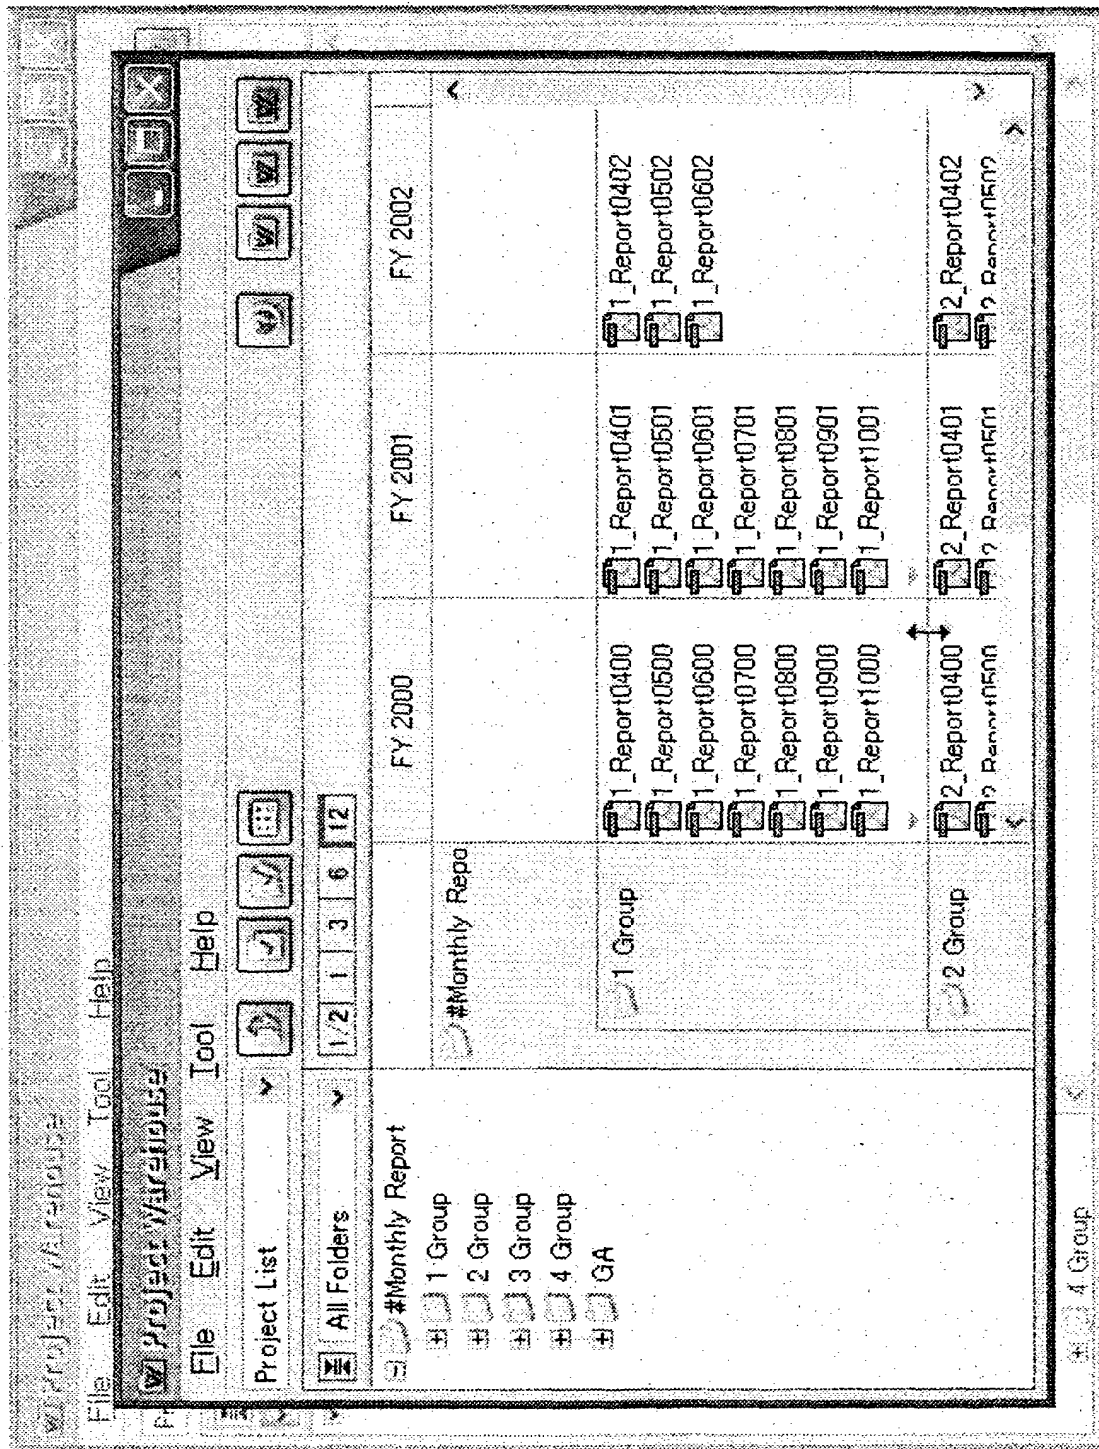 Project Warehouse
File Edit View Tool Help
Project Warehouse
File Edit View Tool Help
Project List
All Folders
1/2 1 3 6 12
#Monthly Report
1 Group
2 Group
3 Group
4 Group
GA
FY 2000 FY 2001 FY 2002
#Monthly Repo
1 Group
1_Report0400 1_Report0401 1_Report0402
1_Report0500 1_Report0501 1_Report0502
1_Report0600 1_Report0601 1_Report0602
1_Report0700 1_Report0701
1_Report0800 1_Report0801
1_Report0900 1_Report0901
1_Report1000 1_Report1001
2 Group
2_Report0400 2_Report0401 2_Report0402
2_Report0500 2_Report0501 2_Report0502
4 Group